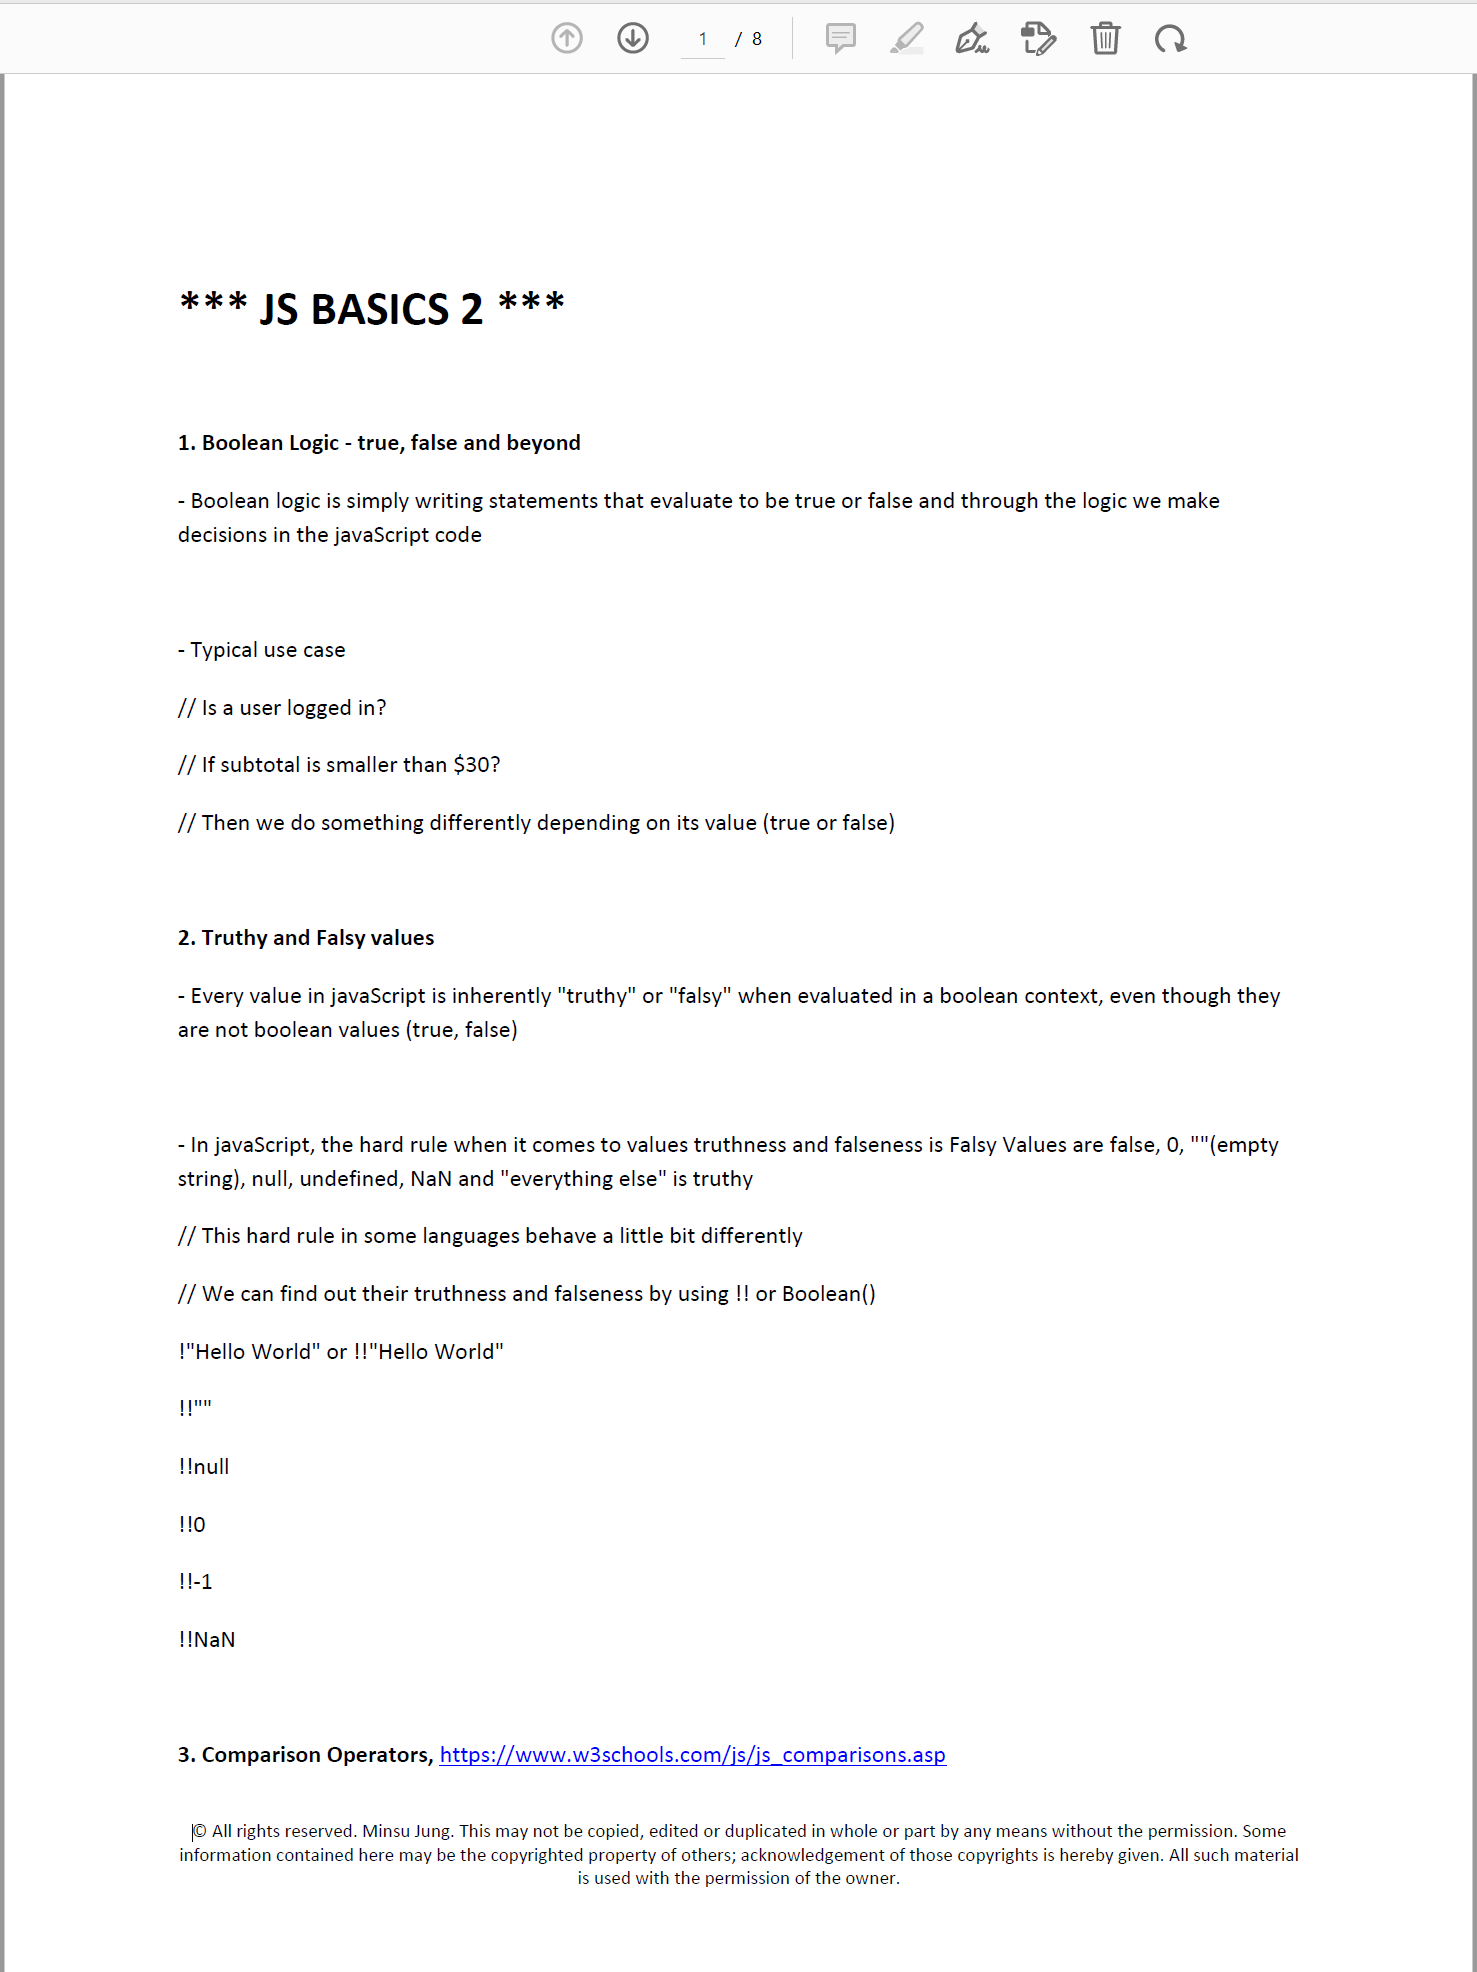 1 / 8
*** JS BASICS 2 ***
1. Boolean Logic - true, false and beyond
- Boolean logic is simply writing statements that evaluate to be true or false and through the logic we make
decisions in the javaScript code
- Typical use case
// Is a user logged in?
// If subtotal is smaller than $30?
// Then we do something differently depending on its value (true or false)
2. Truthy and Falsy values
- Every value in javaScript is inherently "truthy" or "falsy" when evaluated in a boolean context, even though they
are not boolean values (true, false)
- In javaScript, the hard rule when it comes to values truthness and falseness is Falsy Values are false, 0, ""(empty
string), null, undefined, NaN and "everything else" is truthy
// This hard rule in some languages behave a little bit differently
// We can find out their truthness and falseness by using !! or Boolean()
!"Hello World" or !!"Hello World"
!!""
!!null
!!0
!!-1
!!NaN
3. Comparison Operators, https://www.w3schools.com/js/js_comparisons.asp
© All rights reserved. Minsu Jung. This may not be copied, edited or duplicated in whole or part by any means without the permission. Some
information contained here may be the copyrighted property of others; acknowledgement of those copyrights is hereby given. All such material
is used with the permission of the owner.